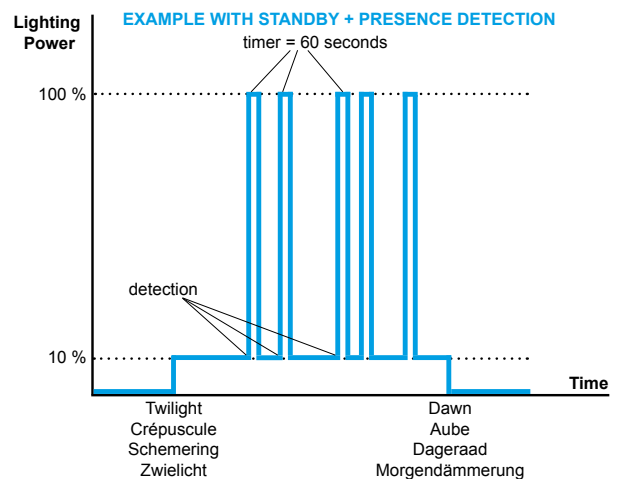 Lighting
Power
EXAMPLE WITH STANDBY + PRESENCE DETECTION
timer = 60 seconds
100 %
detection
10 %
Time
Twilight
Crépuscule
Schemering
Zwielicht
Dawn
Aube
Dageraad
Morgendämmerung